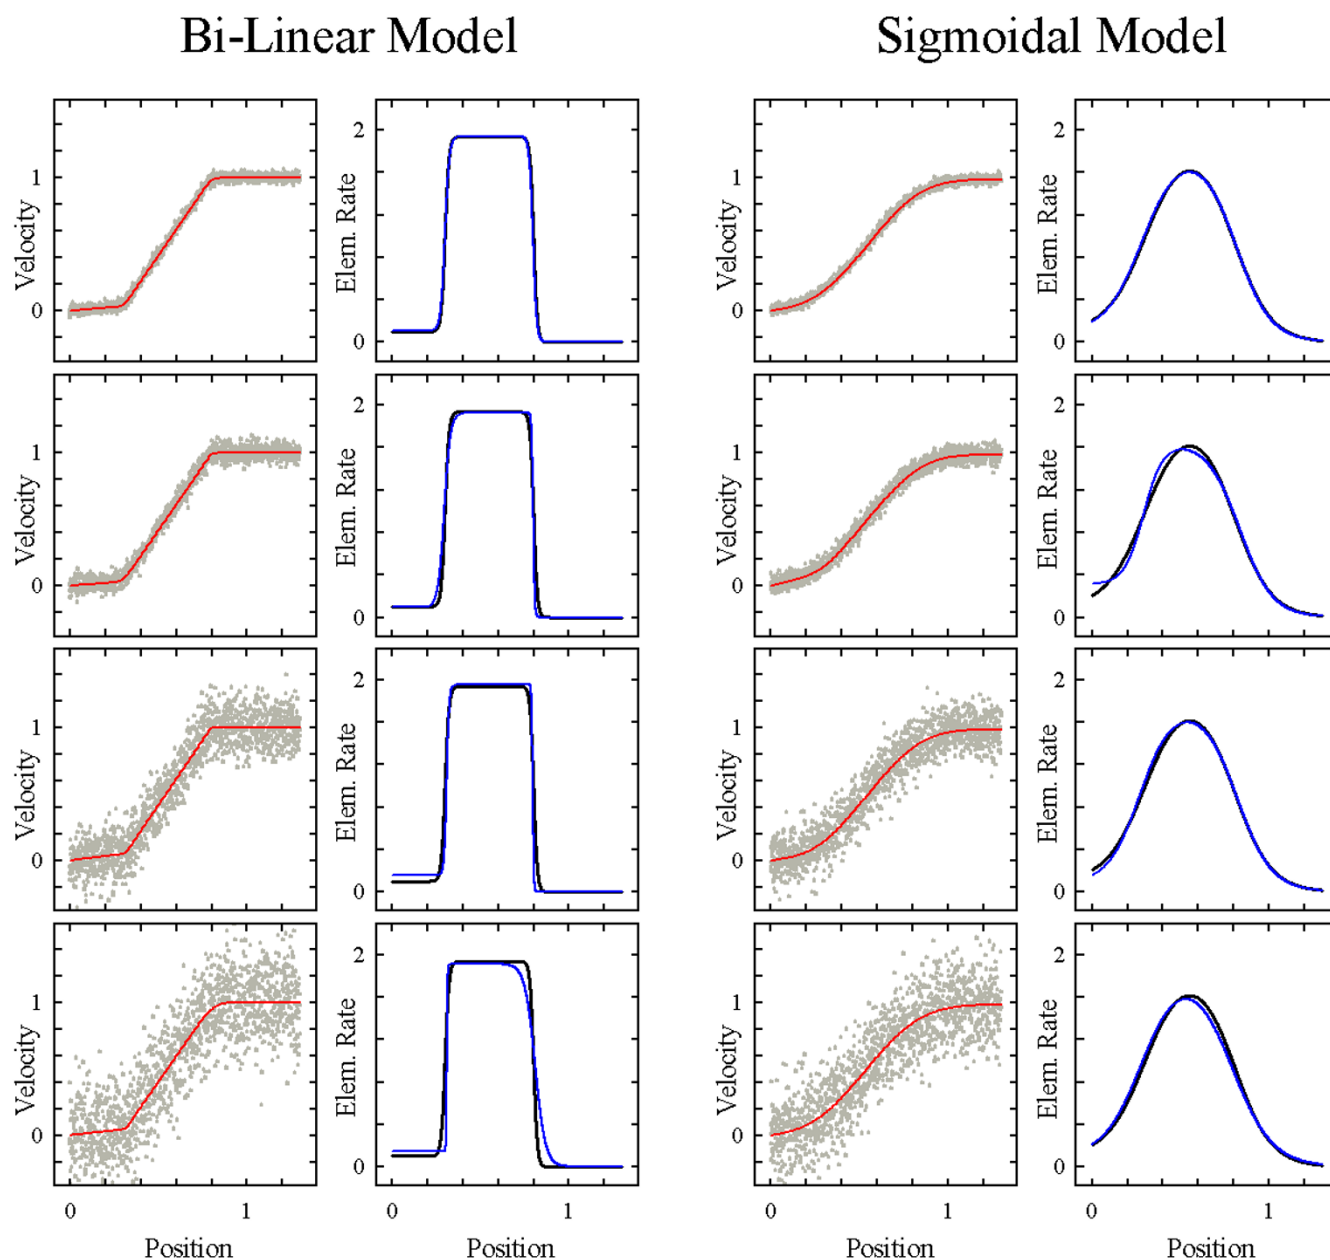 Bi-Linear Model
Sigmoidal Model
Velocity
1
0
Elem. Rate
2
0
Velocity
1
0
Elem. Rate
2
0
Velocity
1
0
Elem. Rate
2
0
Velocity
1
0
Elem. Rate
2
0
Velocity
1
0
Elem. Rate
2
0
Velocity
1
0
Elem. Rate
2
0
Velocity
1
0
Elem. Rate
2
0
Velocity
1
0
Elem. Rate
2
0
0 1
0 1
0 1
0 1
Position
Position
Position
Position